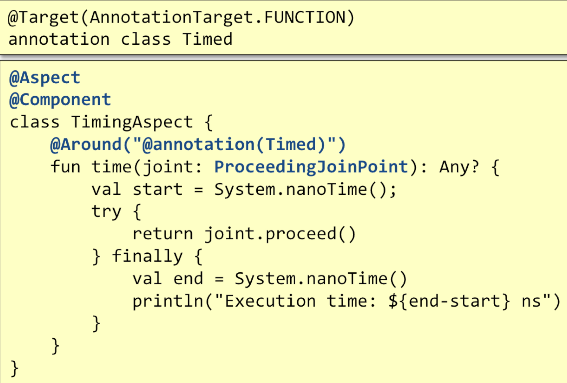 @Target(AnnotationTarget.FUNCTION)
annotation class Timed
@Aspect
@Component
class TimingAspect {
    @Around("@annotation(Timed)")
    fun time(joint: ProceedingJoinPoint): Any? {
        val start = System.nanoTime();
        try {
            return joint.proceed()
        } finally {
            val end = System.nanoTime()
            println("Execution time: ${end-start} ns")
        }
    }
}